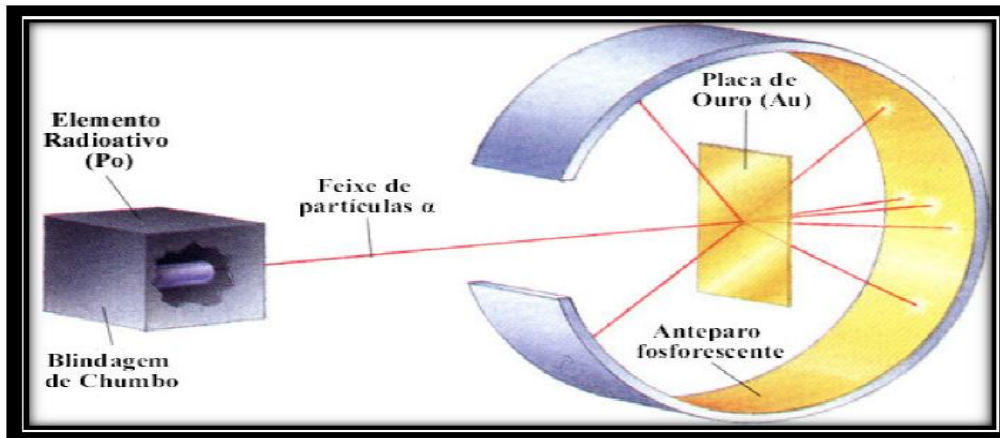 Elemento
Radioativo
(Po)
Feixe de
partículas α
Placa de
Ouro (Au)
Blindagem
de Chumbo
Anteparo
fosforescente